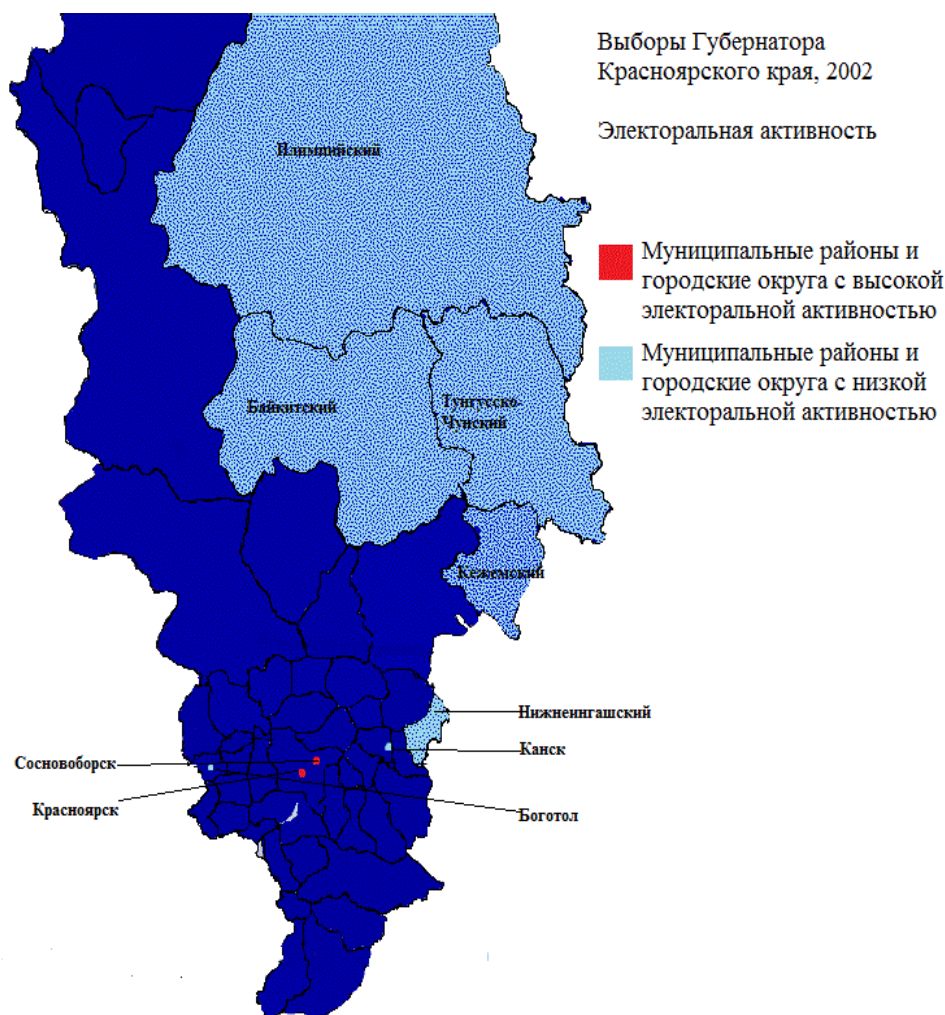 Выборы Губернатора
Красноярского края, 2002
Электоральная активность
Илимпийский
Муниципальные районы и
городские округа с высокой
электоральной активностью
Муниципальные районы и
городские округа с низкой
электоральной активностью
Байкитский
Тунгусско-
Чунский
Кежемский
Нижнеингашский
Канск
Сосновоборск
Красноярск
Боготол